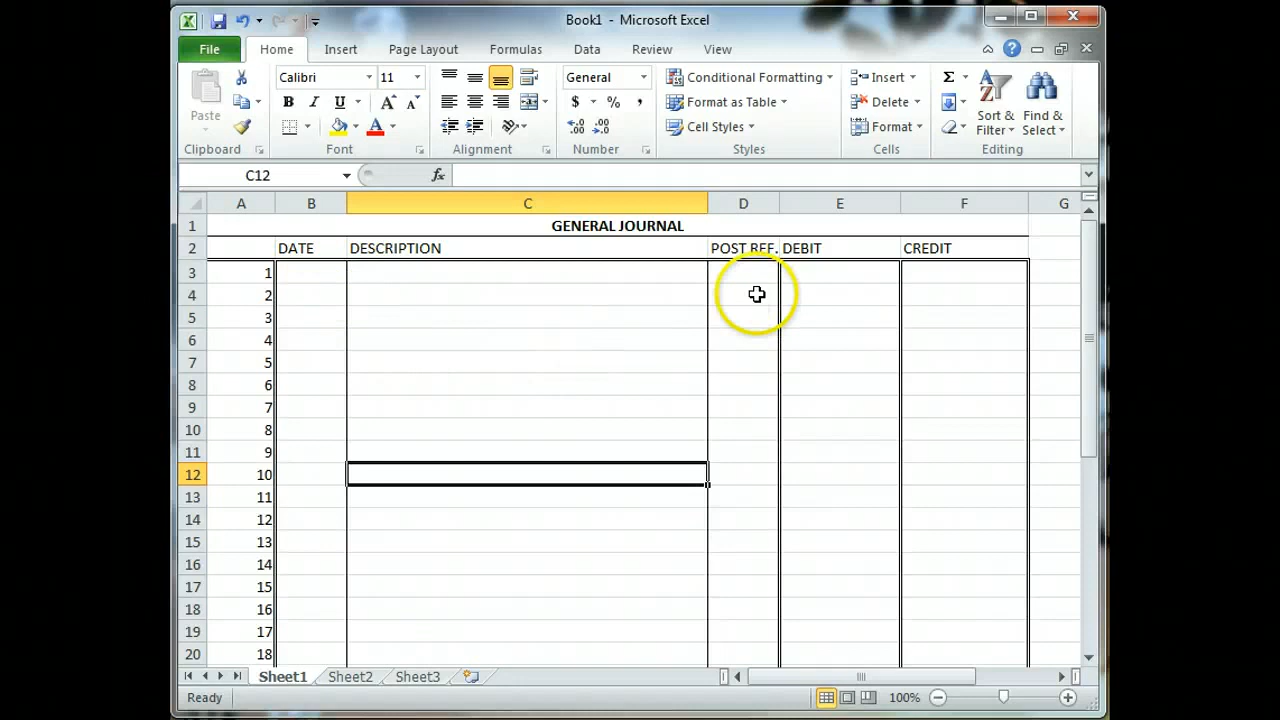 Book1 - Microsoft Excel
File Home Insert Page Layout Formulas Data Review View
Calibri 11 General Conditional Formatting Insert Σ
Paste B I U A A $ % , Format as Table Delete Sort & Find &
A Cell Styles Format Filter Select
Clipboard Font Alignment Number Styles Cells Editing
C12 fx
A B C D E F G
1 GENERAL JOURNAL
2 DATE DESCRIPTION POST REF. DEBIT CREDIT
3 1
4 2
5 3
6 4
7 5
8 6
9 7
10 8
11 9
12 10
13 11
14 12
15 13
16 14
17 15
18 16
19 17
20 18
Sheet1 Sheet2 Sheet3
Ready 100%